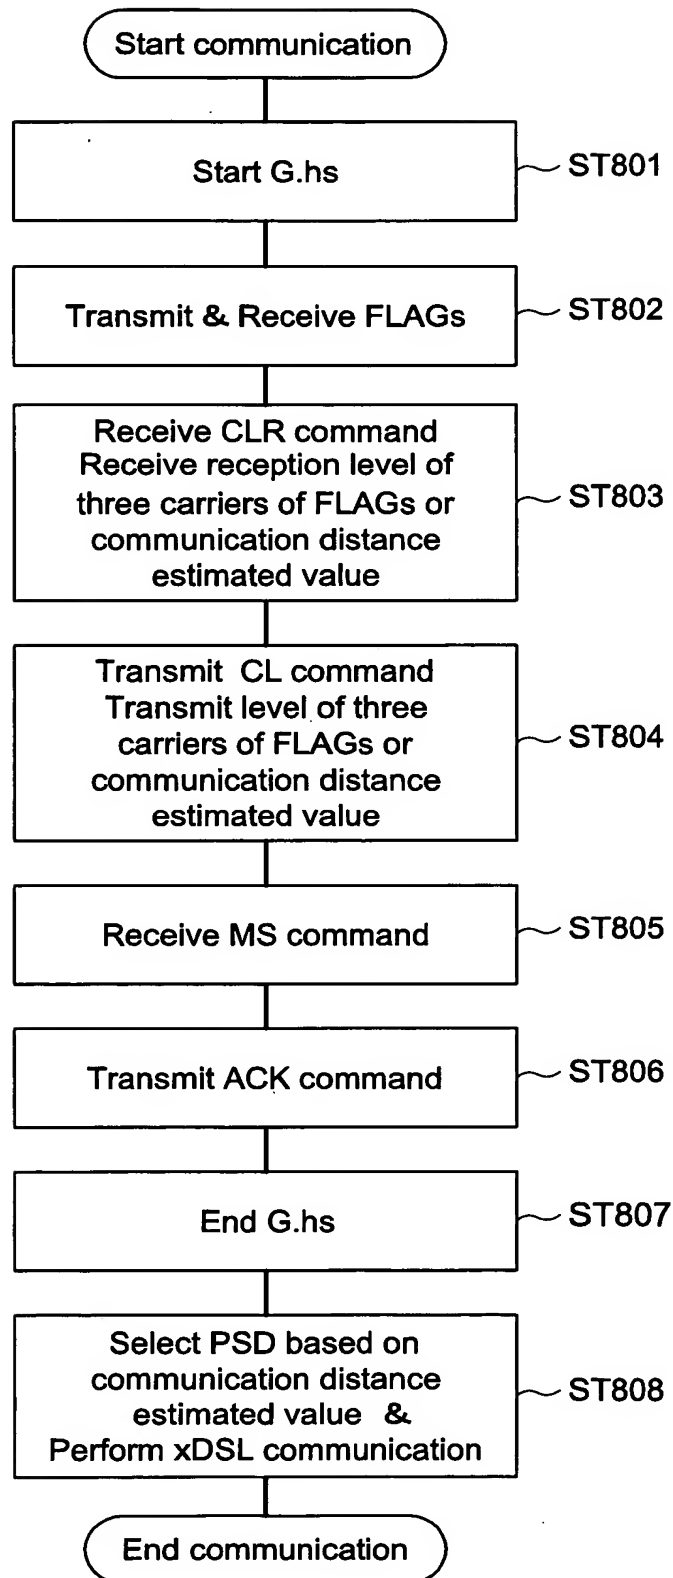 Start communication
Start G.hs
ST801
Transmit & Receive FLAGs
ST802
Receive CLR command
Receive reception level of
three carriers of FLAGs or
communication distance
estimated value
ST803
Transmit CL command
Transmit level of three
carriers of FLAGs or
communication distance
estimated value
ST804
Receive MS command
ST805
Transmit ACK command
ST806
End G.hs
ST807
Select PSD based on
communication distance
estimated value &
Perform xDSL communication
ST808
End communication